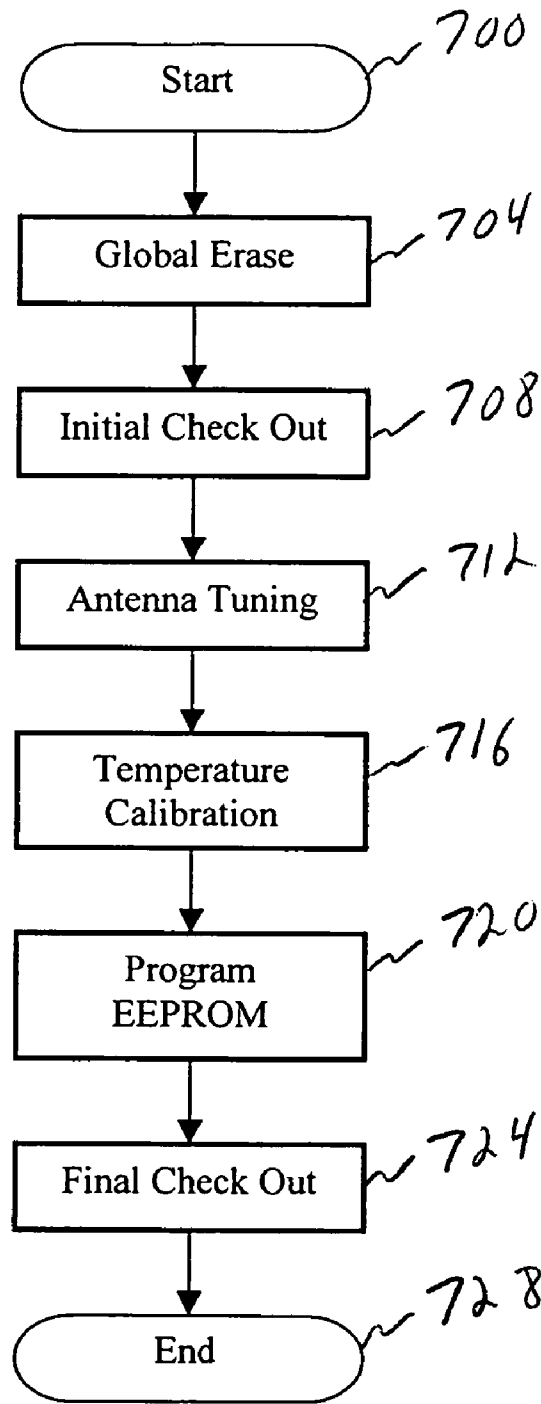 700
Start
704
Global Erase
708
Initial Check Out
712
Antenna Tuning
716
Temperature
Calibration
720
Program
EEPROM
724
Final Check Out
728
End